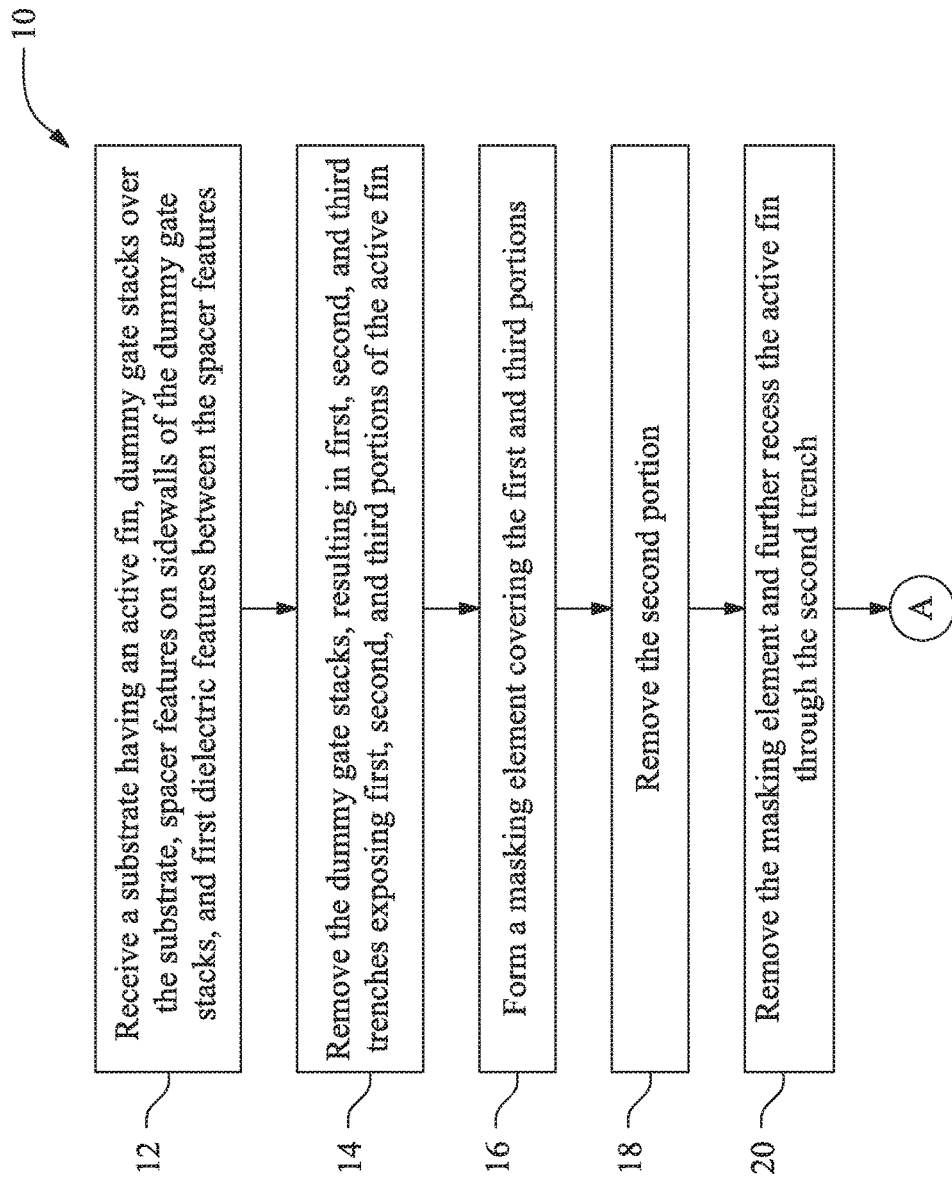 10
12
Receive a substrate having an active fin, dummy gate stacks over
the substrate, spacer features on sidewalls of the dummy gate
stacks, and first dielectric features between the spacer features
14
Remove the dummy gate stacks, resulting in first, second, and third
trenches exposing first, second, and third portions of the active fin
16
Form a masking element covering the first and third portions
18
Remove the second portion
20
Remove the masking element and further recess the active fin
through the second trench
A